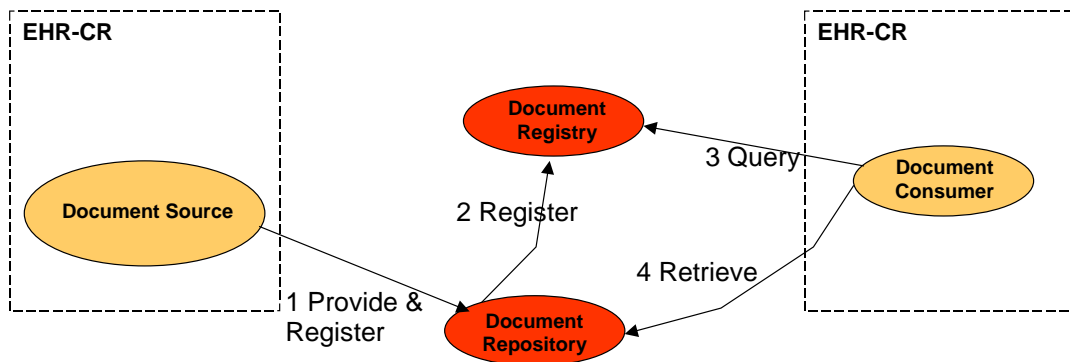 EHR-CR
EHR-CR
Document
Registry
3 Query
Document
Consumer
Document Source
2 Register
4 Retrieve
1 Provide &
Register
Document
Repository